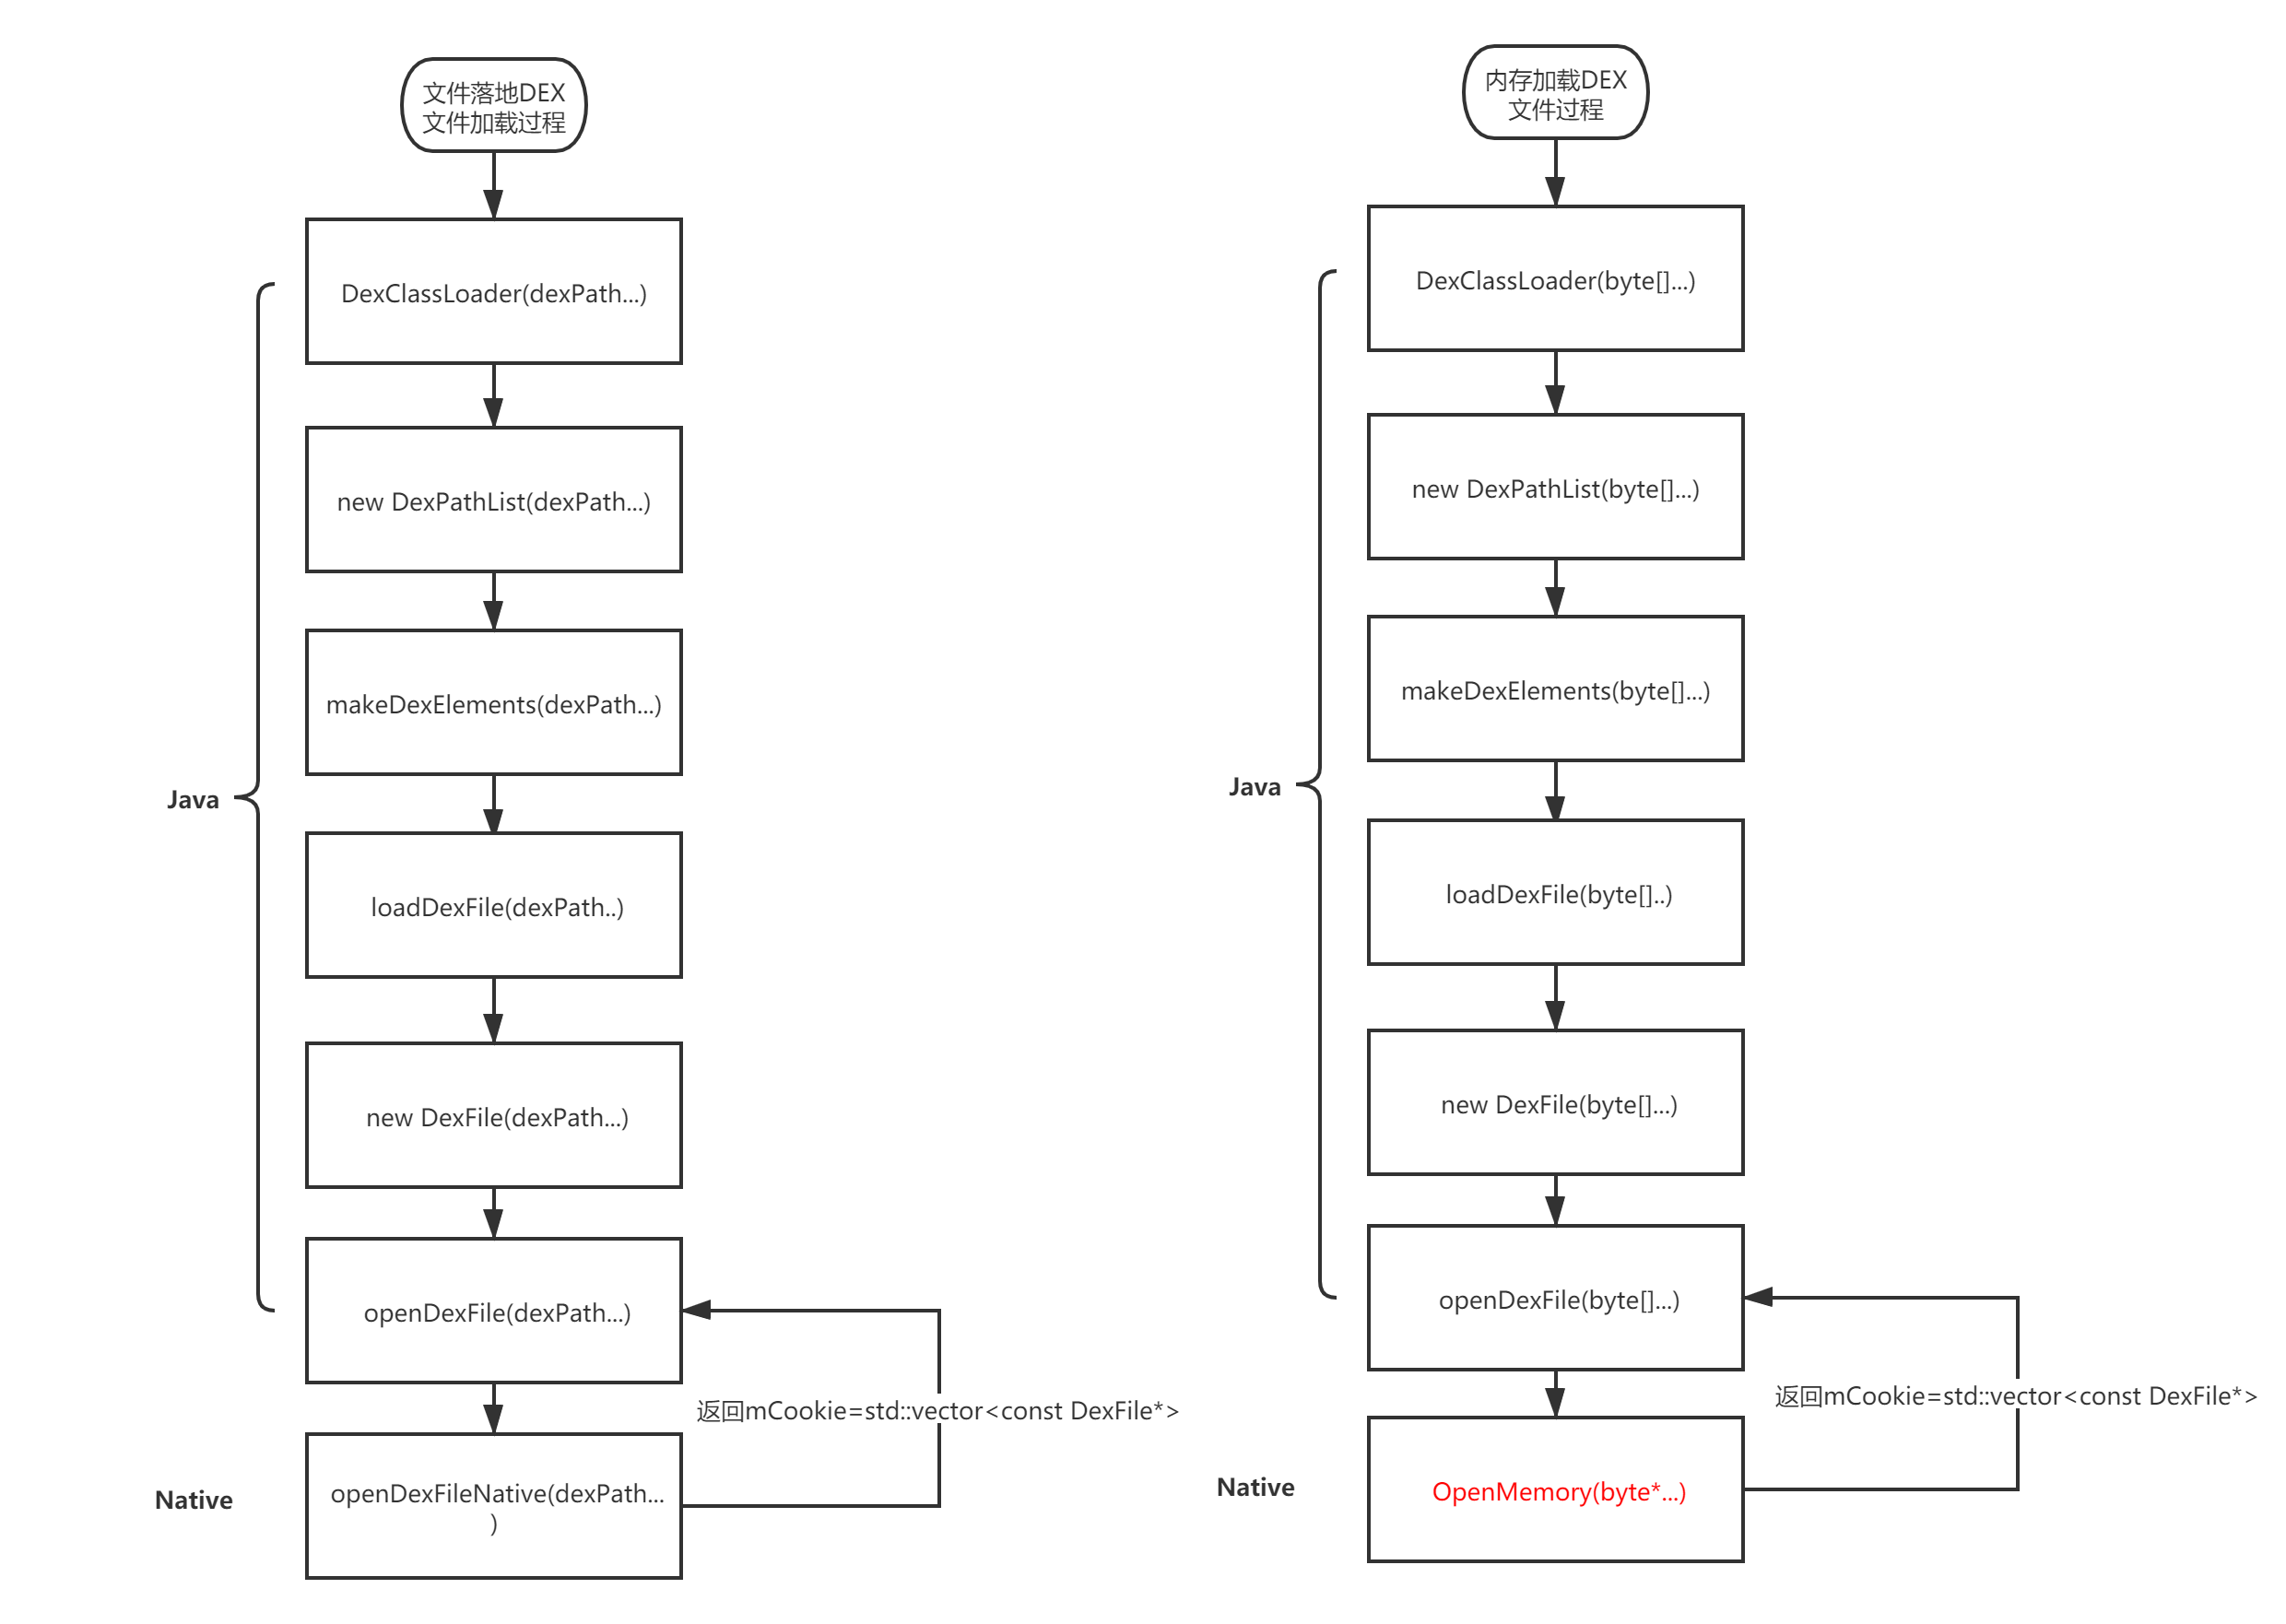 文件落地DEX
文件加载过程
DexClassLoader(dexPath...)
new DexPathList(dexPath...)
makeDexElements(dexPath...)
Java
loadDexFile(dexPath..)
new DexFile(dexPath...)
openDexFile(dexPath...)
返回mCookie=std::vector<const DexFile*>
Native
openDexFileNative(dexPath...
)
内存加载DEX
文件过程
DexClassLoader(byte[]...)
new DexPathList(byte[]...)
makeDexElements(byte[]...)
Java
loadDexFile(byte[]..)
new DexFile(byte[]...)
openDexFile(byte[]...)
返回mCookie=std::vector<const DexFile*>
Native
OpenMemory(byte*...)